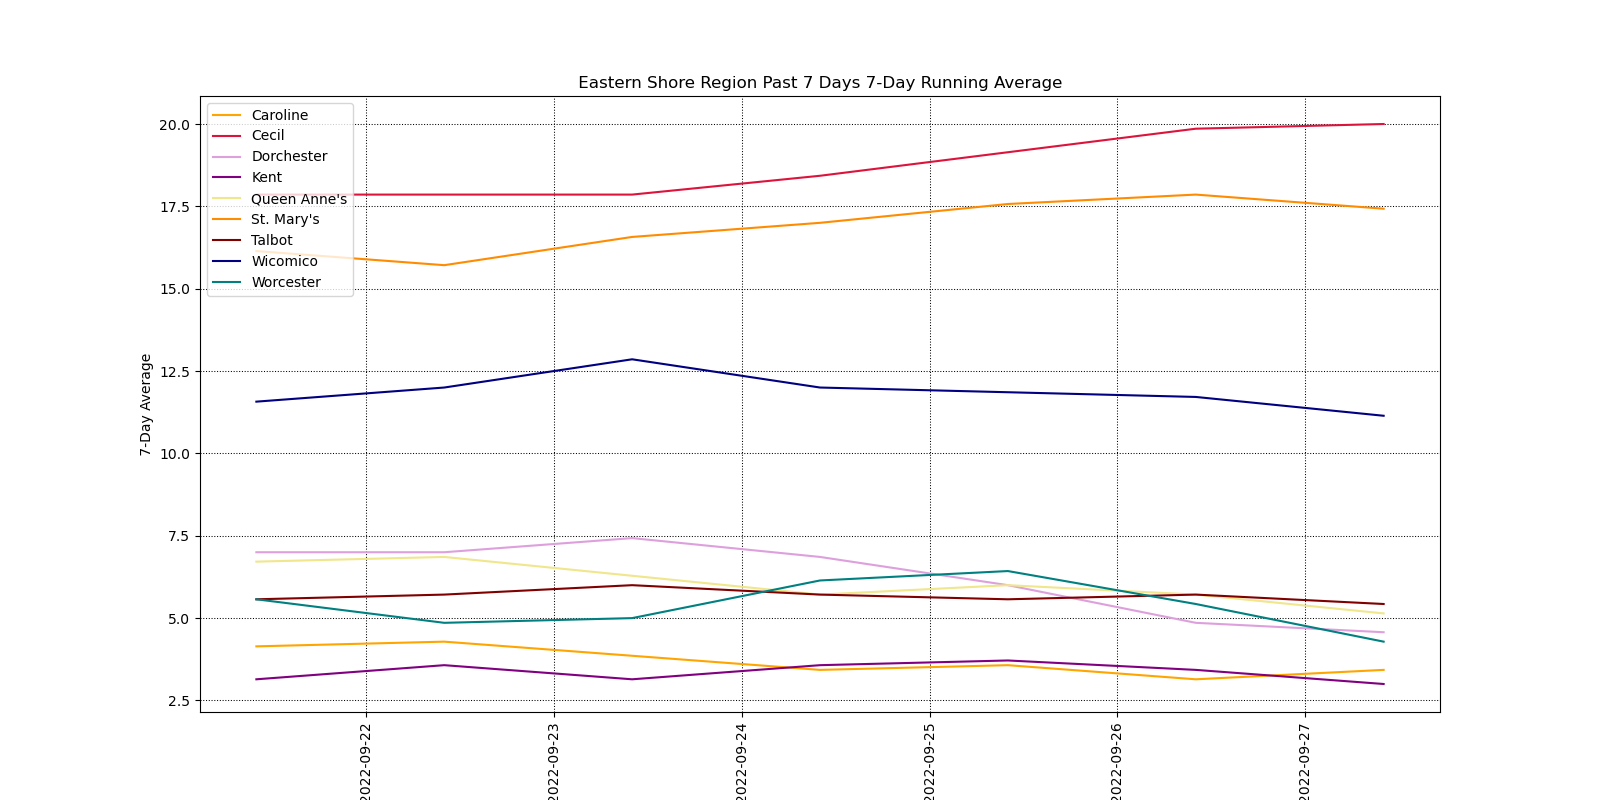 Eastern Shore Region Past 7 Days 7-Day Running Average
Caroline
Cecil
Dorchester
Kent
Queen Anne's
St. Mary's
Talbot
Wicomico
Worcester
20.0
17.5
15.0
12.5
10.0
7.5
5.0
2.5
7-Day Average
2022-09-22
2022-09-23
2022-09-24
2022-09-25
2022-09-26
2022-09-27